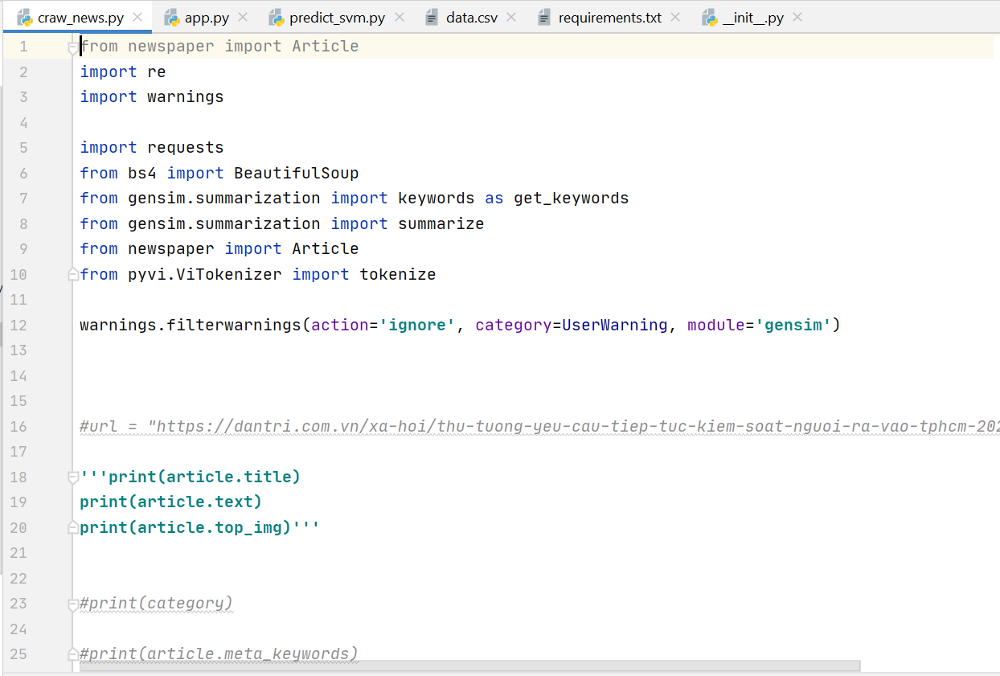 craw_news.py app.py predict_svm.py data.csv requirements.txt __init__.py
1 from newspaper import Article
2 import re
3 import warnings
4
5 import requests
6 from bs4 import BeautifulSoup
7 from gensim.summarization import keywords as get_keywords
8 from gensim.summarization import summarize
9 from newspaper import Article
10 from pyvi.ViTokenizer import tokenize
11
12 warnings.filterwarnings(action='ignore', category=UserWarning, module='gensim')
13
14
15
16 #url = "https://dantri.com.vn/xa-hoi/thu-tuong-yeu-cau-tiep-tuc-kiem-soat-nguoi-ra-vao-tphcm-202
17
18 '''print(article.title)
19 print(article.text)
20 print(article.top_img)'''
21
22
23 #print(category)
24
25 #print(article.meta_keywords)